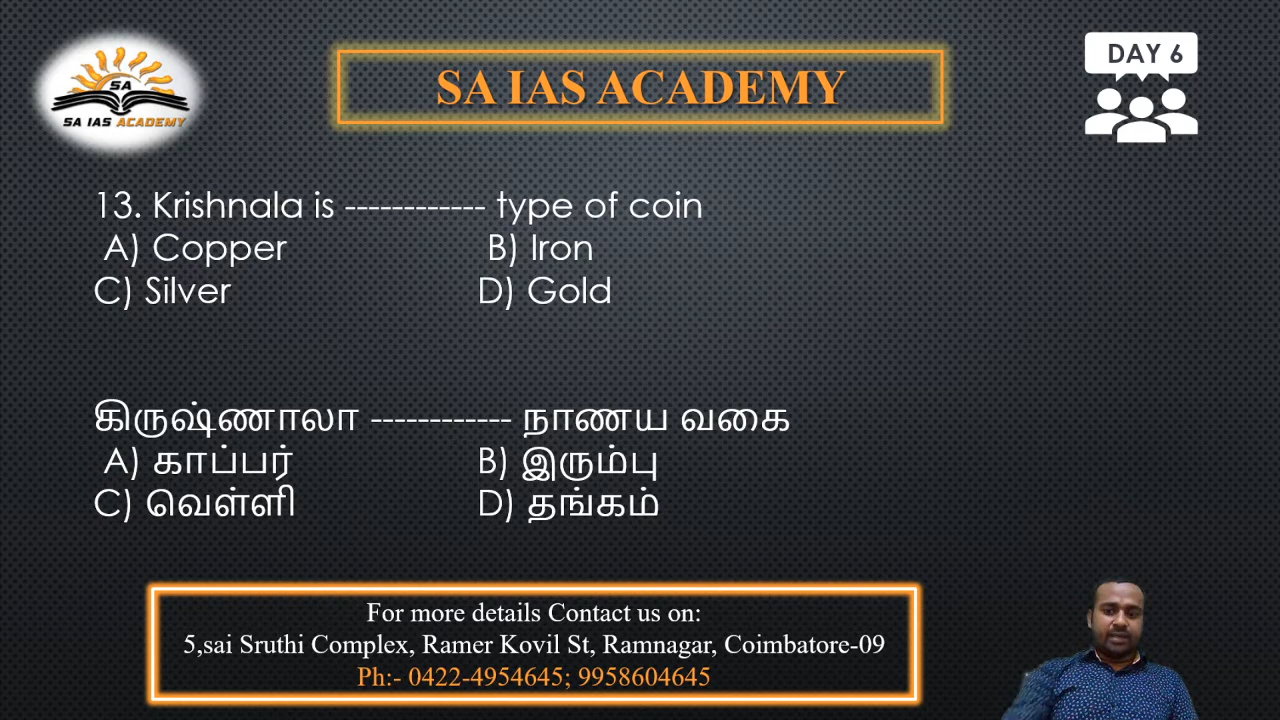 SA
SA IAS ACADEMY
SA IAS ACADEMY
DAY 6
13. Krishnala is ------------ type of coin
A) Copper B) Iron
C) Silver D) Gold
கிருஷ்ணாலா ------------ நாணய வகை
A) காப்பர் B) இரும்பு
C) வெள்ளி D) தங்கம்
For more details Contact us on:
5,sai Sruthi Complex, Ramer Kovil St, Ramnagar, Coimbatore-09
Ph:- 0422-4954645; 9958604645